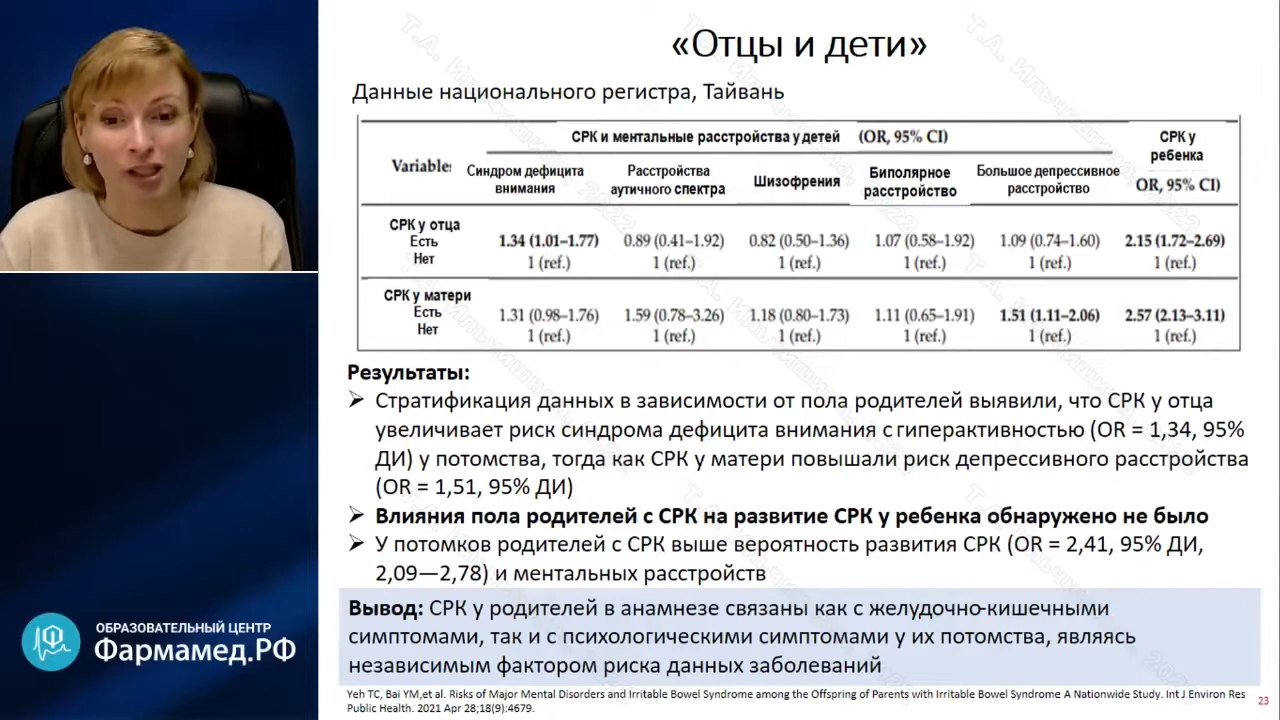 «Отцы и дети»
Данные национального регистра, Тайвань
СРК и ментальные расстройства у детей (OR, 95% CI) СРК у ребенка
Variable: Синдром дефицита внимания Расстройства аутичного спектра Шизофрения Биполярное расстройство Большое депрессивное расстройство OR, 95% CI)
СРК у отца
Есть 1.34 (1.01–1.77) 0.89 (0.41–1.92) 0.82 (0.50–1.36) 1.07 (0.58–1.92) 1.09 (0.74–1.60) 2.15 (1.72–2.69)
Нет 1 (ref.) 1 (ref.) 1 (ref.) 1 (ref.) 1 (ref.) 1 (ref.)
СРК у матери
Есть 1.31 (0.98–1.76) 1.59 (0.78–3.26) 1.18 (0.80–1.73) 1.11 (0.65–1.91) 1.51 (1.11–2.06) 2.57 (2.13–3.11)
Нет 1 (ref.) 1 (ref.) 1 (ref.) 1 (ref.) 1 (ref.) 1 (ref.)
Результаты:
Стратификация данных в зависимости от пола родителей выявили, что СРК у отца
увеличивает риск синдрома дефицита внимания с гиперактивностью (OR = 1,34, 95%
ДИ) у потомства, тогда как СРК у матери повышали риск депрессивного расстройства
(OR = 1,51, 95% ДИ)
Влияния пола родителей с СРК на развитие СРК у ребенка обнаружено не было
У потомков родителей с СРК выше вероятность развития СРК (OR = 2,41, 95% ДИ,
2,09—2,78) и ментальных расстройств
Вывод: СРК у родителей в анамнезе связаны как с желудочно-кишечными
симптомами, так и с психологическими симптомами у их потомства, являясь
независимым фактором риска данных заболеваний
Yeh TC, Bai YM,et al. Risks of Major Mental Disorders and Irritable Bowel Syndrome among the Offspring of Parents with Irritable Bowel Syndrome A Nationwide Study. Int J Environ Res
Public Health. 2021 Apr 28;18(9):4679.
23
ОБРАЗОВАТЕЛЬНЫЙ ЦЕНТР
Фармамед.РФ